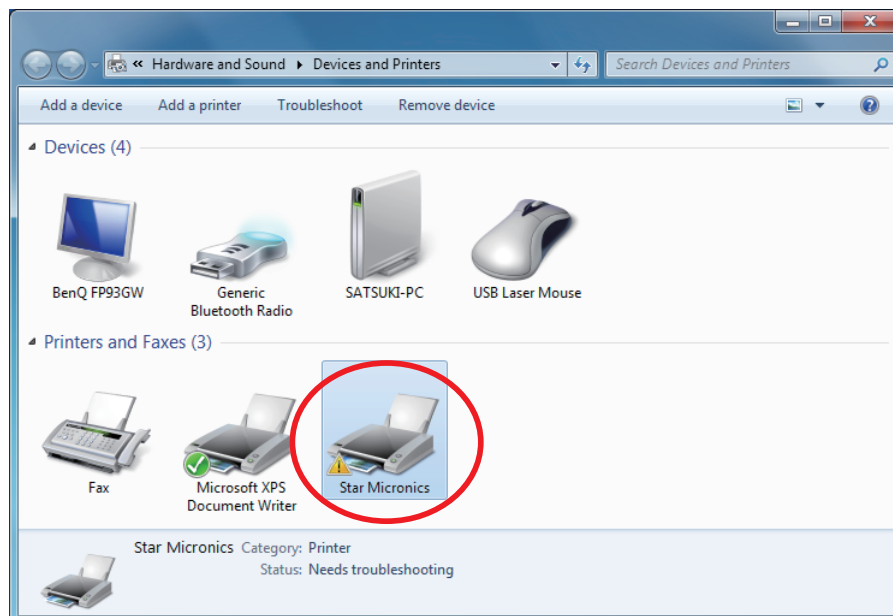 « Hardware and Sound ▸ Devices and Printers
Search Devices and Printers
Add a device Add a printer Troubleshoot Remove device
Devices (4)
BenQ FP93GW
Generic
Bluetooth Radio
SATSUKI-PC
USB Laser Mouse
Printers and Faxes (3)
Fax
Microsoft XPS
Document Writer
Star Micronics
Star Micronics Category: Printer
Status: Needs troubleshooting